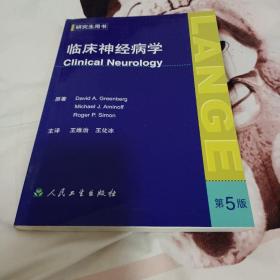 研究生用书
临床神经病学
Clinical Neurology
原著 David A. Greenberg
Michael J. Aminoff
Roger P. Simon
主译 王维治 王化冰
人民卫生出版社
LANGE
第5版